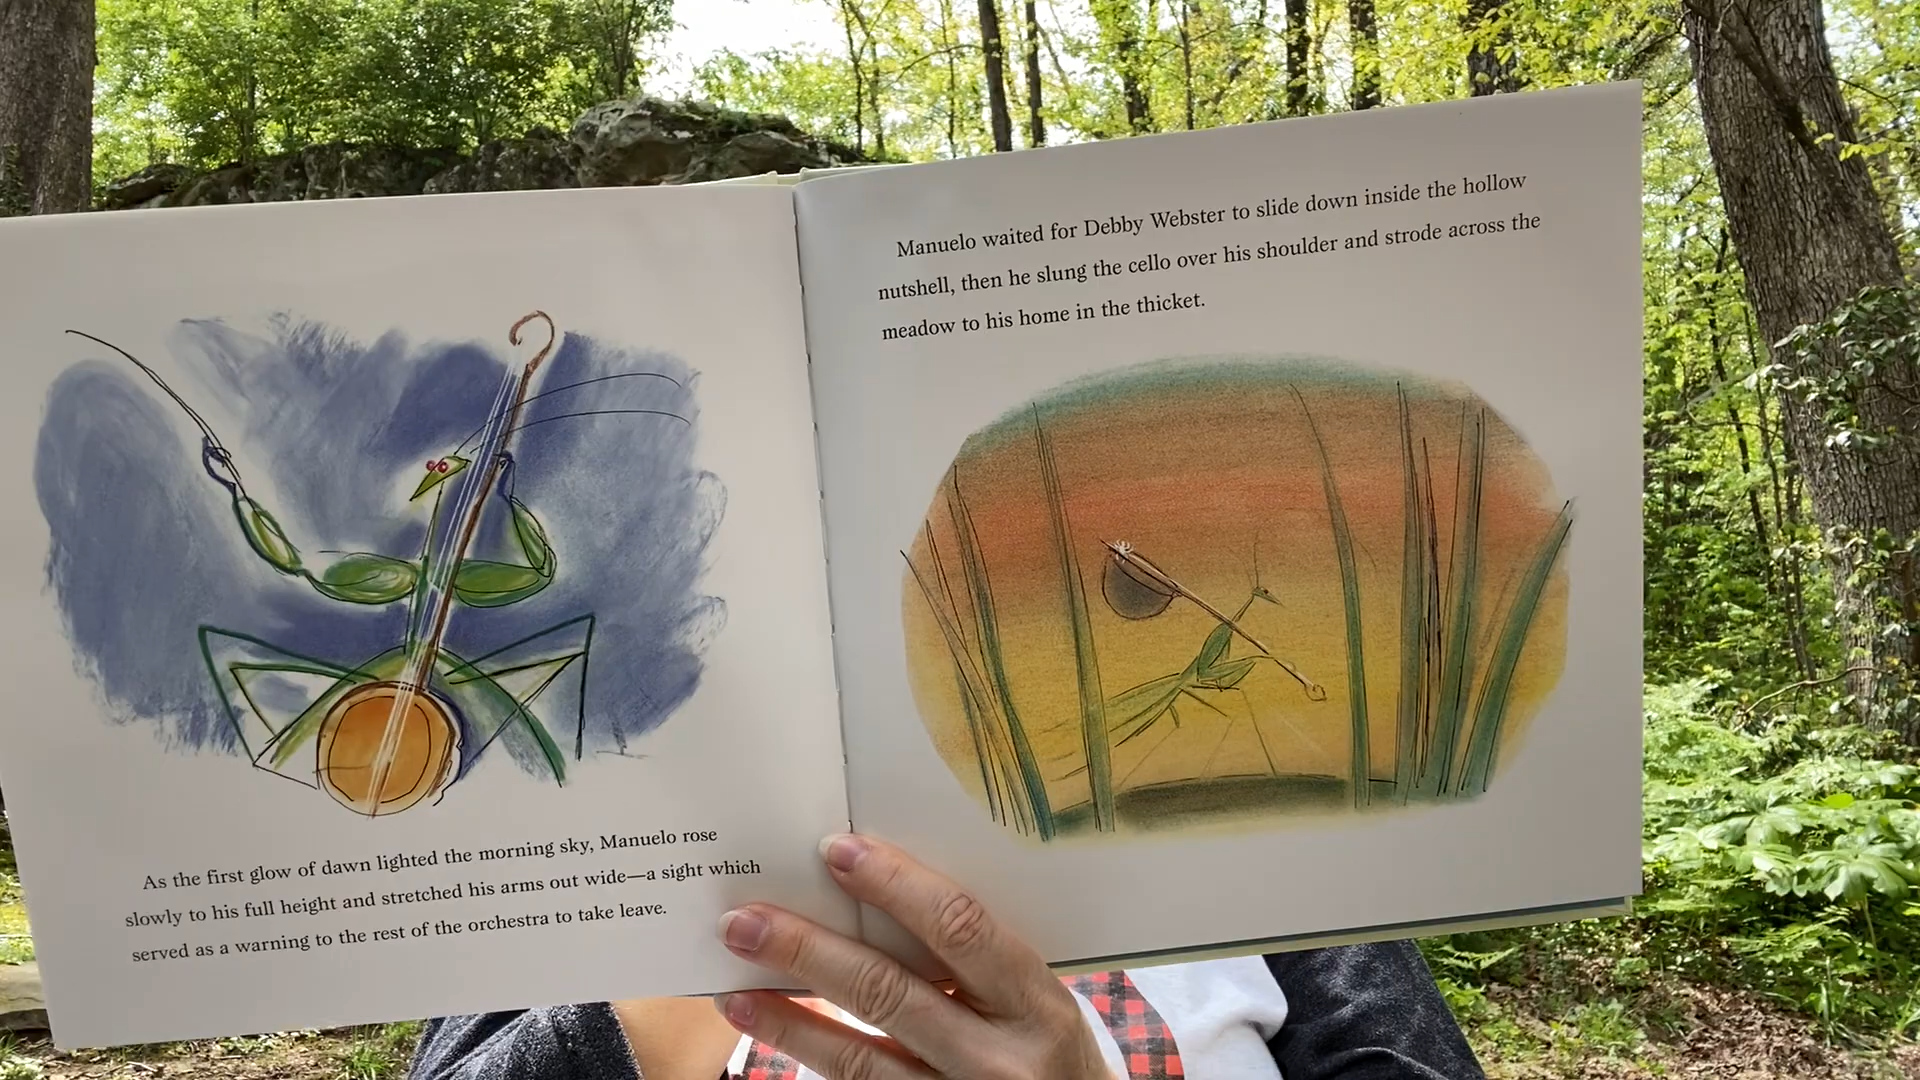 As the first glow of dawn lighted the morning sky, Manuelo rose
slowly to his full height and stretched his arms out wide—a sight which
served as a warning to the rest of the orchestra to take leave.
Manuelo waited for Debby Webster to slide down inside the hollow
nutshell, then he slung the cello over his shoulder and strode across the
meadow to his home in the thicket.